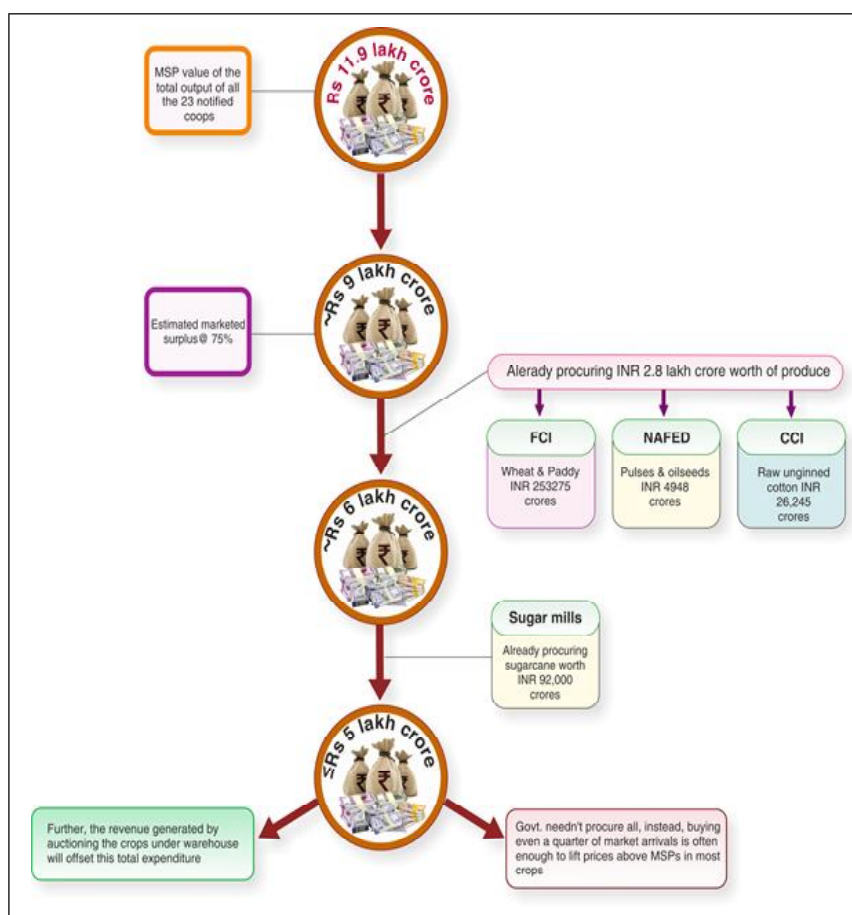 Rs 11.9 lakh crore
MSP value of the
total output of all
the 23 notified
coops
~Rs 9 lakh crore
Estimated marketed
surplus@ 75%
Alerady procuring INR 2.8 lakh crore worth of produce
FCI
Wheat & Paddy
INR 253275
crores
NAFED
Pulses & oilseeds
INR 4948
crores
CCI
Raw unginned
cotton INR
26,245
crores
~Rs 6 lakh crore
Sugar mills
Already procuring
sugarcane worth
INR 92,000
crores
≤Rs 5 lakh crore
Further, the revenue generated by
auctioning the crops under warehouse
will offset this total expenditure
Govt. needn't procure all, instead, buying
even a quarter of market arrivals is often
enough to lift prices above MSPs in most
crops